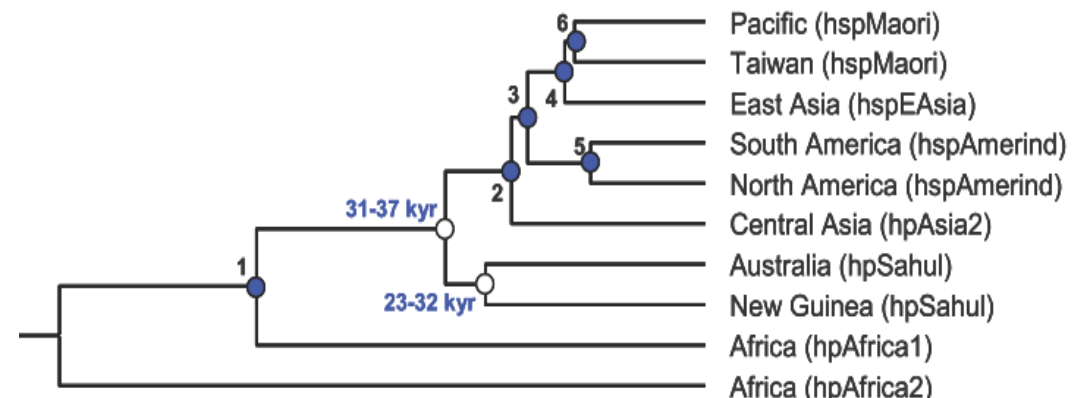 6
Pacific (hspMaori)
Taiwan (hspMaori)
3
4
East Asia (hspEAsia)
5
South America (hspAmerind)
2
North America (hspAmerind)
31-37 kyr
Central Asia (hpAsia2)
1
Australia (hpSahul)
23-32 kyr
New Guinea (hpSahul)
Africa (hpAfrica1)
Africa (hpAfrica2)